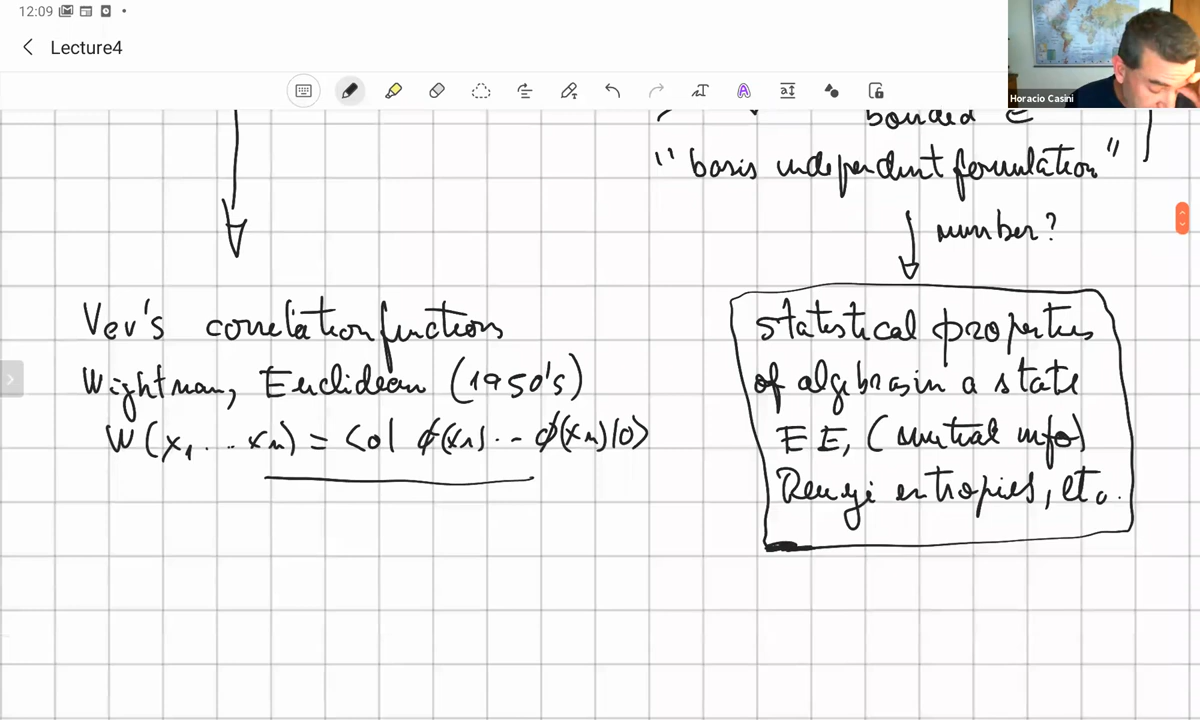 12:09
Lecture4
Horacio Casini
bounded
"basis independent formulation"
number?
Vev's correlation functions
Wightman, Euclidean (1950's)
W(x₁ ... xₙ) = <0| ϕ(x₁) ... ϕ(xₙ)|0>
statistical properties
of algebras in a state
EE, (mutual info)
Renyi entropies, etc.